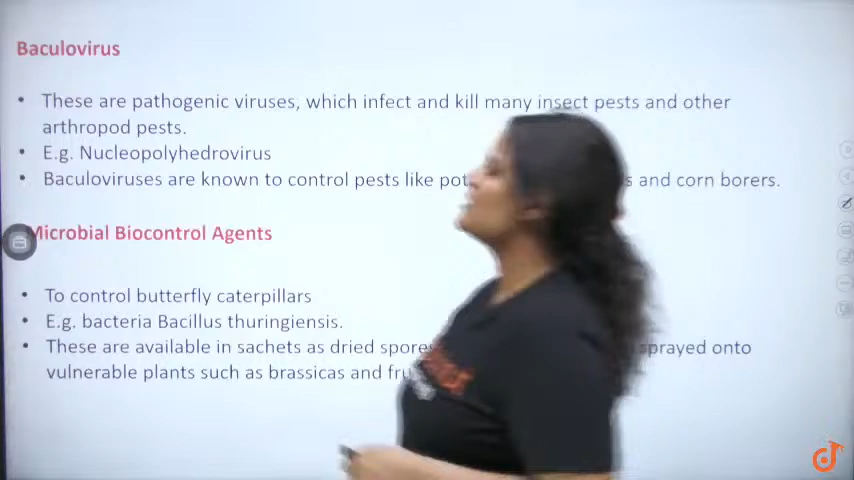 Baculovirus
• These are pathogenic viruses, which infect and kill many insect pests and other
arthropod pests.
• E.g. Nucleopolyhedrovirus
• Baculoviruses are known to control pests like pot and corn borers.
Microbial Biocontrol Agents
• To control butterfly caterpillars
• E.g. bacteria Bacillus thuringiensis.
• These are available in sachets as dried spores sprayed onto
vulnerable plants such as brassicas and fru